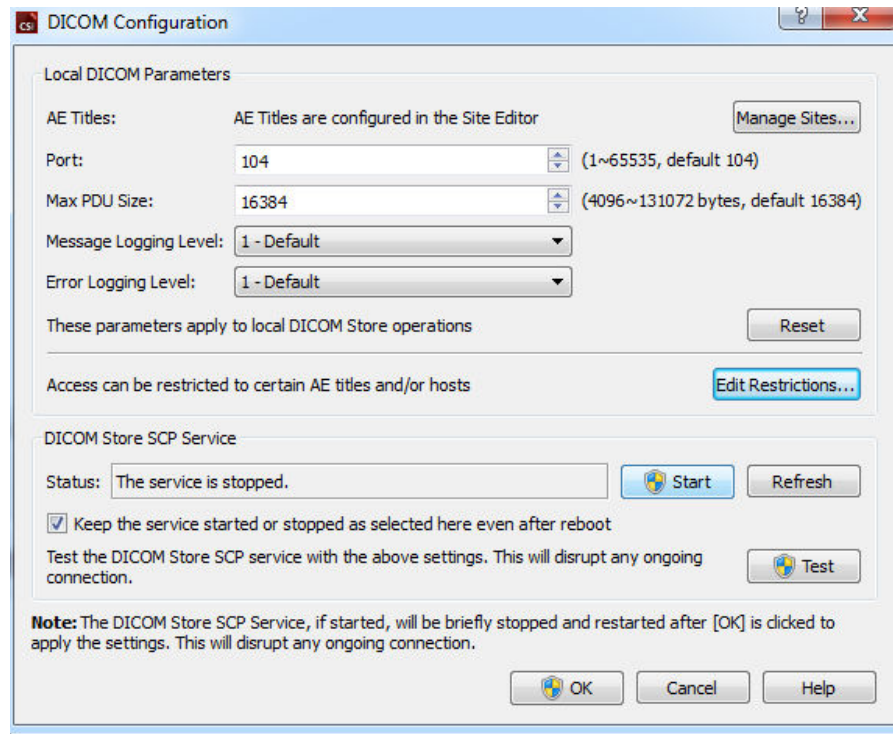 CSI DICOM Configuration ? X
Local DICOM Parameters
AE Titles: AE Titles are configured in the Site Editor Manage Sites...
Port: 104 (1~65535, default 104)
Max PDU Size: 16384 (4096~131072 bytes, default 16384)
Message Logging Level: 1 - Default
Error Logging Level: 1 - Default
These parameters apply to local DICOM Store operations Reset
Access can be restricted to certain AE titles and/or hosts Edit Restrictions...
DICOM Store SCP Service
Status: The service is stopped. Start Refresh
Keep the service started or stopped as selected here even after reboot
Test the DICOM Store SCP service with the above settings. This will disrupt any ongoing
connection. Test
Note: The DICOM Store SCP Service, if started, will be briefly stopped and restarted after [OK] is clicked to
apply the settings. This will disrupt any ongoing connection.
OK Cancel Help